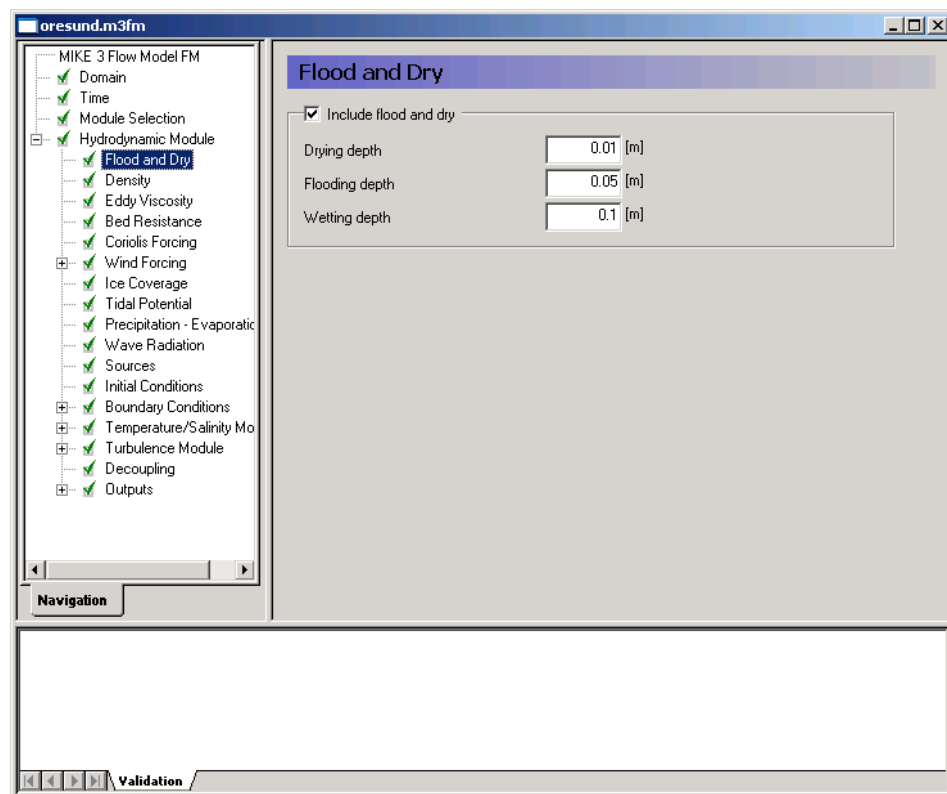 oresund.m3fm
MIKE 3 Flow Model FM
Domain
Time
Module Selection
Hydrodynamic Module
Flood and Dry
Density
Eddy Viscosity
Bed Resistance
Coriolis Forcing
Wind Forcing
Ice Coverage
Tidal Potential
Precipitation - Evaporatic
Wave Radiation
Sources
Initial Conditions
Boundary Conditions
Temperature/Salinity Mo
Turbulence Module
Decoupling
Outputs
Navigation
Flood and Dry
Include flood and dry
Drying depth 0.01 [m]
Flooding depth 0.05 [m]
Wetting depth 0.1 [m]
Validation